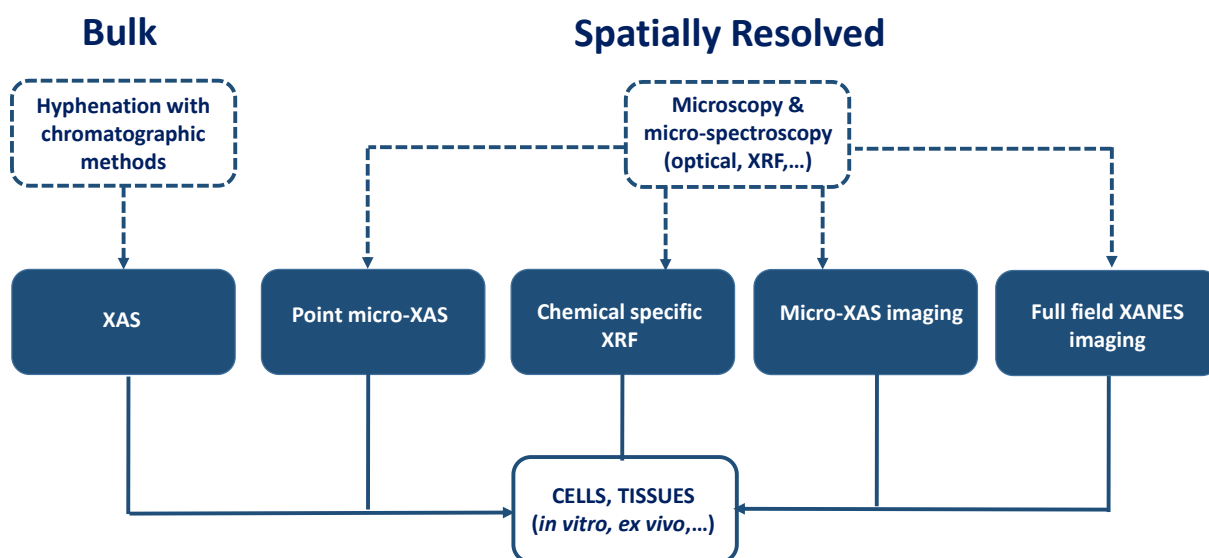 Bulk
Spatially Resolved
Hyphenation with
chromatographic
methods
Microscopy &
micro-spectroscopy
(optical, XRF,...)
XAS
Point micro-XAS
Chemical specific
XRF
Micro-XAS imaging
Full field XANES
imaging
CELLS, TISSUES
(in vitro, ex vivo,...)